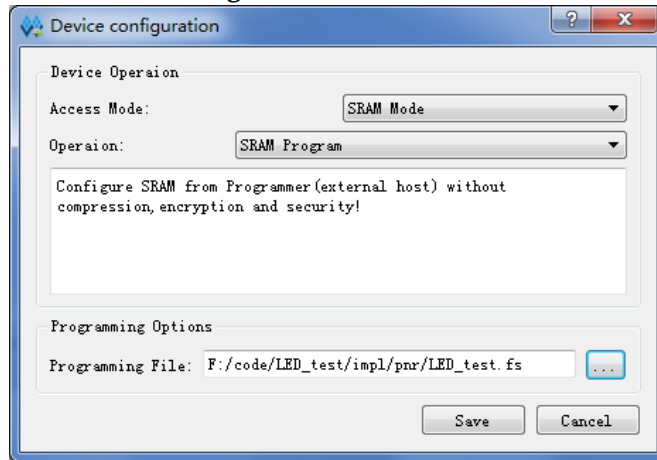 Device configuration
?
X
Device Operaion
Access Mode:
SRAM Mode
Operaion:
SRAM Program
Configure SRAM from Programmer(external host) without
compression,encryption and security!
Programming Options
Programming File:
F:/code/LED_test/impl/pnr/LED_test.fs
...
Save
Cancel